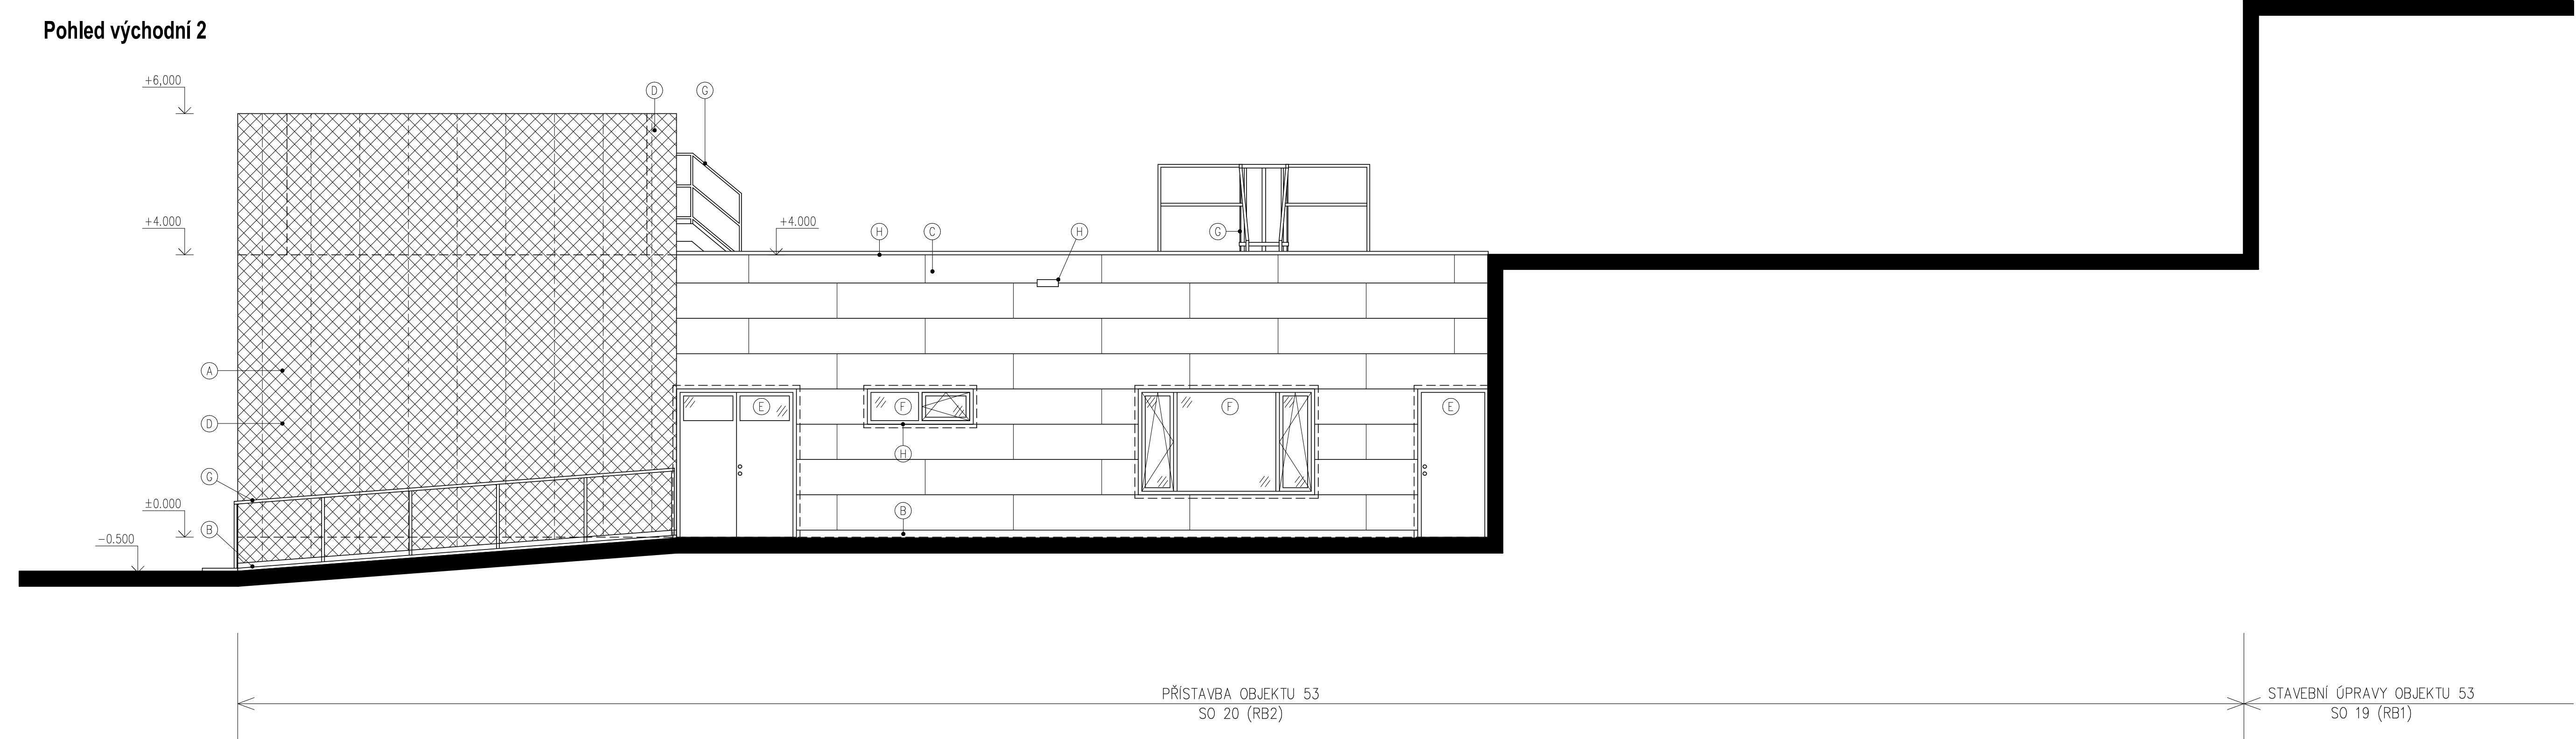 Pohled východní 2
+6,000
D
G
+4.000
+4.000
H
C
H
G
A
E
F
F
E
D
H
G
±0.000
B
B
-0.500
PŘÍSTAVBA OBJEKTU 53
SO 20 (RB2)
STAVEBNÍ ÚPRAVY OBJEKTU 53
SO 19 (RB1)